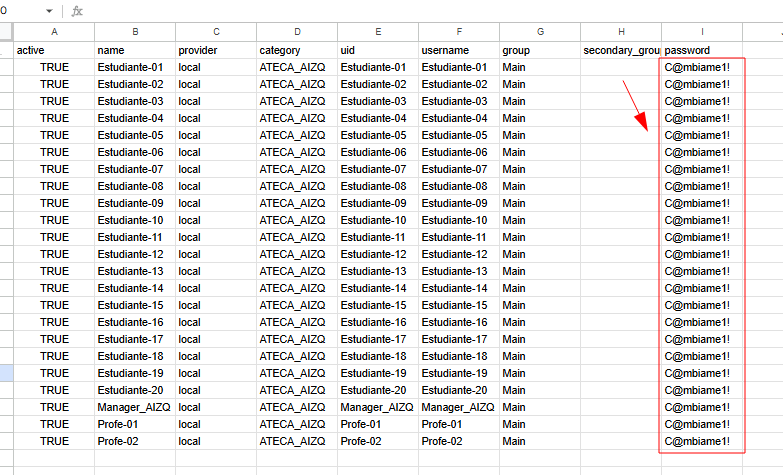 O fx
A B C D E F G H I
active name provider category uid username group secondary_grou password
TRUE Estudiante-01 local ATECA_AIZQ Estudiante-01 Estudiante-01 Main C@mbiame1!
TRUE Estudiante-02 local ATECA_AIZQ Estudiante-02 Estudiante-02 Main C@mbiame1!
TRUE Estudiante-03 local ATECA_AIZQ Estudiante-03 Estudiante-03 Main C@mbiame1!
TRUE Estudiante-04 local ATECA_AIZQ Estudiante-04 Estudiante-04 Main C@mbiame1!
TRUE Estudiante-05 local ATECA_AIZQ Estudiante-05 Estudiante-05 Main C@mbiame1!
TRUE Estudiante-06 local ATECA_AIZQ Estudiante-06 Estudiante-06 Main C@mbiame1!
TRUE Estudiante-07 local ATECA_AIZQ Estudiante-07 Estudiante-07 Main C@mbiame1!
TRUE Estudiante-08 local ATECA_AIZQ Estudiante-08 Estudiante-08 Main C@mbiame1!
TRUE Estudiante-09 local ATECA_AIZQ Estudiante-09 Estudiante-09 Main C@mbiame1!
TRUE Estudiante-10 local ATECA_AIZQ Estudiante-10 Estudiante-10 Main C@mbiame1!
TRUE Estudiante-11 local ATECA_AIZQ Estudiante-11 Estudiante-11 Main C@mbiame1!
TRUE Estudiante-12 local ATECA_AIZQ Estudiante-12 Estudiante-12 Main C@mbiame1!
TRUE Estudiante-13 local ATECA_AIZQ Estudiante-13 Estudiante-13 Main C@mbiame1!
TRUE Estudiante-14 local ATECA_AIZQ Estudiante-14 Estudiante-14 Main C@mbiame1!
TRUE Estudiante-15 local ATECA_AIZQ Estudiante-15 Estudiante-15 Main C@mbiame1!
TRUE Estudiante-16 local ATECA_AIZQ Estudiante-16 Estudiante-16 Main C@mbiame1!
TRUE Estudiante-17 local ATECA_AIZQ Estudiante-17 Estudiante-17 Main C@mbiame1!
TRUE Estudiante-18 local ATECA_AIZQ Estudiante-18 Estudiante-18 Main C@mbiame1!
TRUE Estudiante-19 local ATECA_AIZQ Estudiante-19 Estudiante-19 Main C@mbiame1!
TRUE Estudiante-20 local ATECA_AIZQ Estudiante-20 Estudiante-20 Main C@mbiame1!
TRUE Manager_AIZQ local ATECA_AIZQ Manager_AIZQ Manager_AIZQ Main C@mbiame1!
TRUE Profe-01 local ATECA_AIZQ Profe-01 Profe-01 Main C@mbiame1!
TRUE Profe-02 local ATECA_AIZQ Profe-02 Profe-02 Main C@mbiame1!